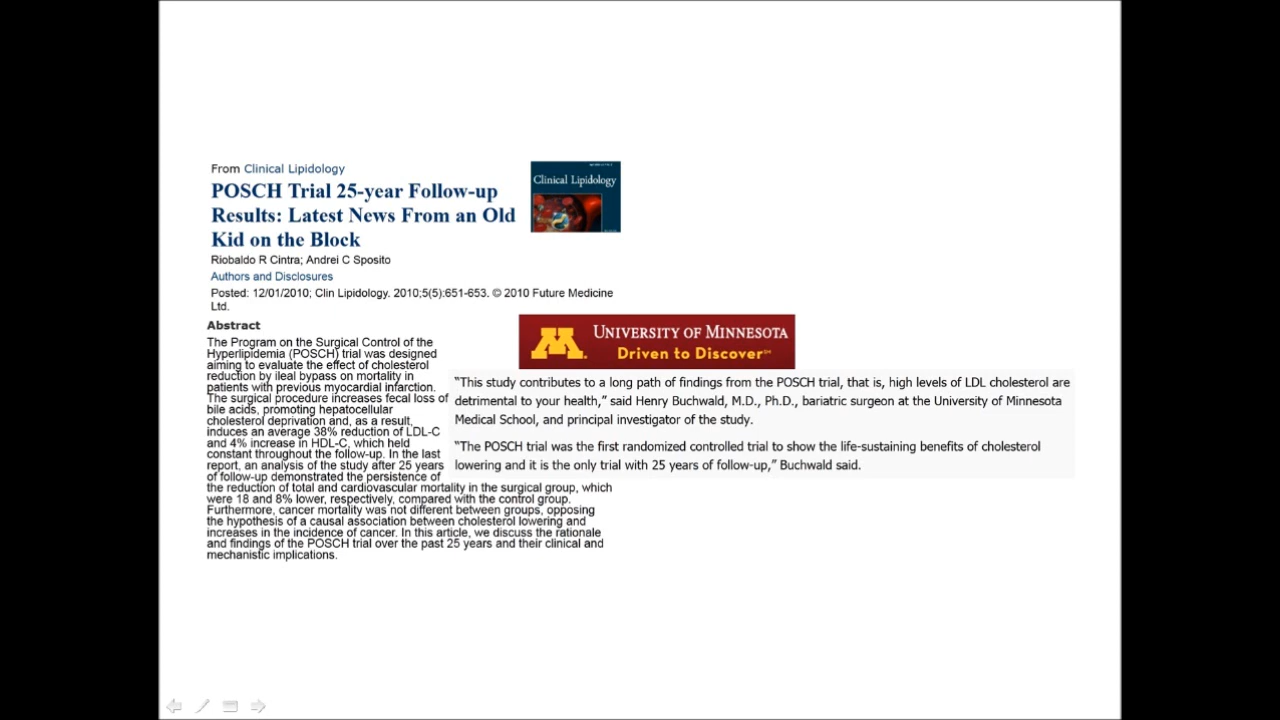 From Clinical Lipidology
POSCH Trial 25-year Follow-up
Results: Latest News From an Old
Kid on the Block
Riobaldo R Cintra; Andrei C Sposito
Authors and Disclosures
Posted: 12/01/2010; Clin Lipidology. 2010;5(5):651-653. © 2010 Future Medicine
Ltd.
Clinical Lipidology
Abstract
The Program on the Surgical Control of the
Hyperlipidemia (POSCH) trial was designed
aiming to evaluate the effect of cholesterol
reduction by ileal bypass on mortality in
patients with previous myocardial infarction.
The surgical procedure increases fecal loss of
bile acids, promoting hepatocellular
cholesterol deprivation and, as a result,
induces an average 38% reduction of LDL-C
and 4% increase in HDL-C, which held
constant throughout the follow-up. In the last
report, an analysis of the study after 25 years
of follow-up demonstrated the persistence of
the reduction of total and cardiovascular mortality in the surgical group, which
were 18 and 8% lower, respectively, compared with the control group.
Furthermore, cancer mortality was not different between groups, opposing
the hypothesis of a causal association between cholesterol lowering and
increases in the incidence of cancer. In this article, we discuss the rationale
and findings of the POSCH trial over the past 25 years and their clinical and
mechanistic implications.
M UNIVERSITY OF MINNESOTA
Driven to Discover℠
“This study contributes to a long path of findings from the POSCH trial, that is, high levels of LDL cholesterol are
detrimental to your health,” said Henry Buchwald, M.D., Ph.D., bariatric surgeon at the University of Minnesota
Medical School, and principal investigator of the study.
“The POSCH trial was the first randomized controlled trial to show the life-sustaining benefits of cholesterol
lowering and it is the only trial with 25 years of follow-up,” Buchwald said.